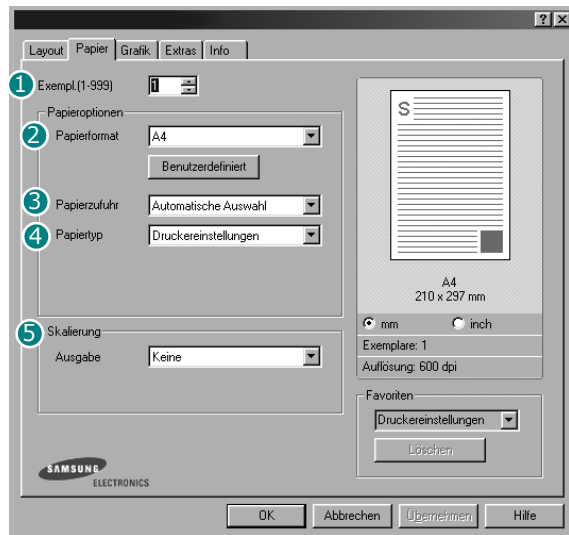 Layout Papier Grafik Extras Info
1 Exempl.(1-999) 1
Papieroptionen
2 Papierformat A4
Benutzerdefiniert
3 Papierzufuhr Automatische Auswahl
4 Papiertyp Druckereinstellungen
5 Skalierung
Ausgabe Keine
S
A4
210 x 297 mm
mm inch
Exemplare: 1
Auflösung: 600 dpi
Favoriten
Druckereinstellungen
Löschen
SAMSUNG
ELECTRONICS
OK Abbrechen Übernehmen Hilfe